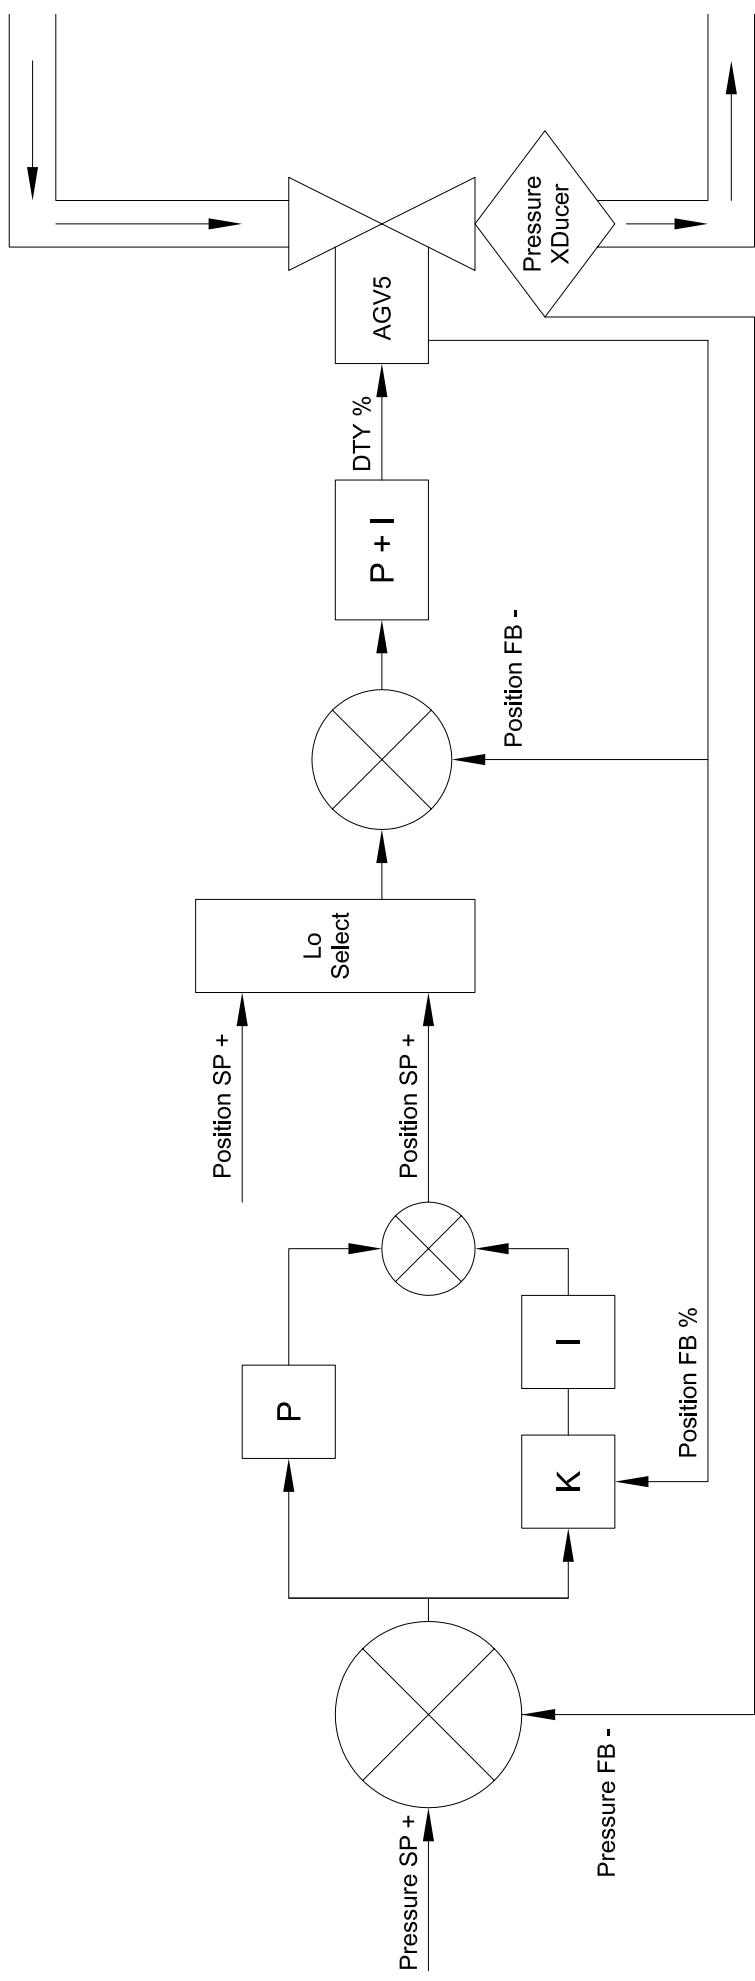 Pressure SP +
Pressure FB -
P
K
I
Position FB %
Position SP +
Position SP +
Lo
Select
Position FB -
P + I
DTY %
AGV5
Pressure
XDucer